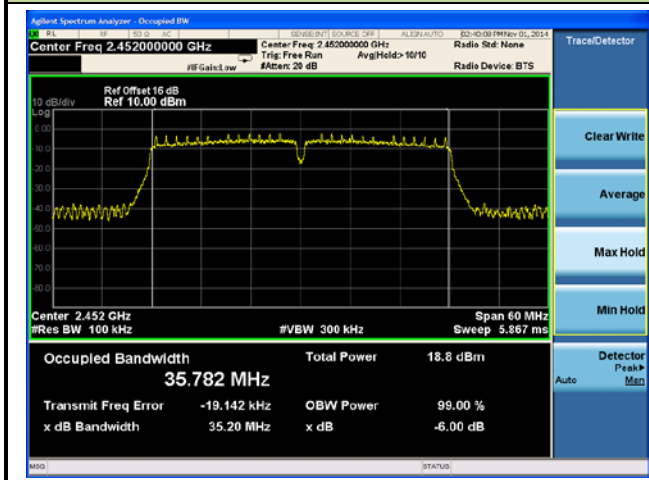 Agilent Spectrum Analyzer - Occupied BW
RL RF 50 Ω AC SENSE:INT SOURCE OFF ALIGN AUTO 02:40:08 PM Nov 01, 2014
Center Freq 2.452000000 GHz Center Freq: 2.452000000 GHz Radio Std: None
Trig: Free Run Avg|Hold:>10/10
#IFGain:Low #Atten: 20 dB Radio Device: BTS
Trace/Detector
Ref Offset 16 dB
10 dB/div Ref 10.00 dBm
Log
0.00
-10.0
-20.0
-30.0
-40.0
-50.0
-60.0
-70.0
-80.0
Center 2.452 GHz Span 60 MHz
#Res BW 100 kHz #VBW 300 kHz Sweep 5.867 ms
Occupied Bandwidth Total Power 18.8 dBm
35.782 MHz
Transmit Freq Error -19.142 kHz OBW Power 99.00 %
x dB Bandwidth 35.20 MHz x dB -6.00 dB
Clear Write
Average
Max Hold
Min Hold
Detector
Peak▶
Auto Man
MSG STATUS